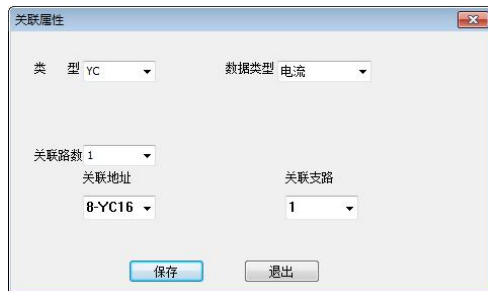 关联属性
类 型 YC 数据类型 电流
关联路数 1
关联地址 关联支路
8-YC16 1
保存 退出